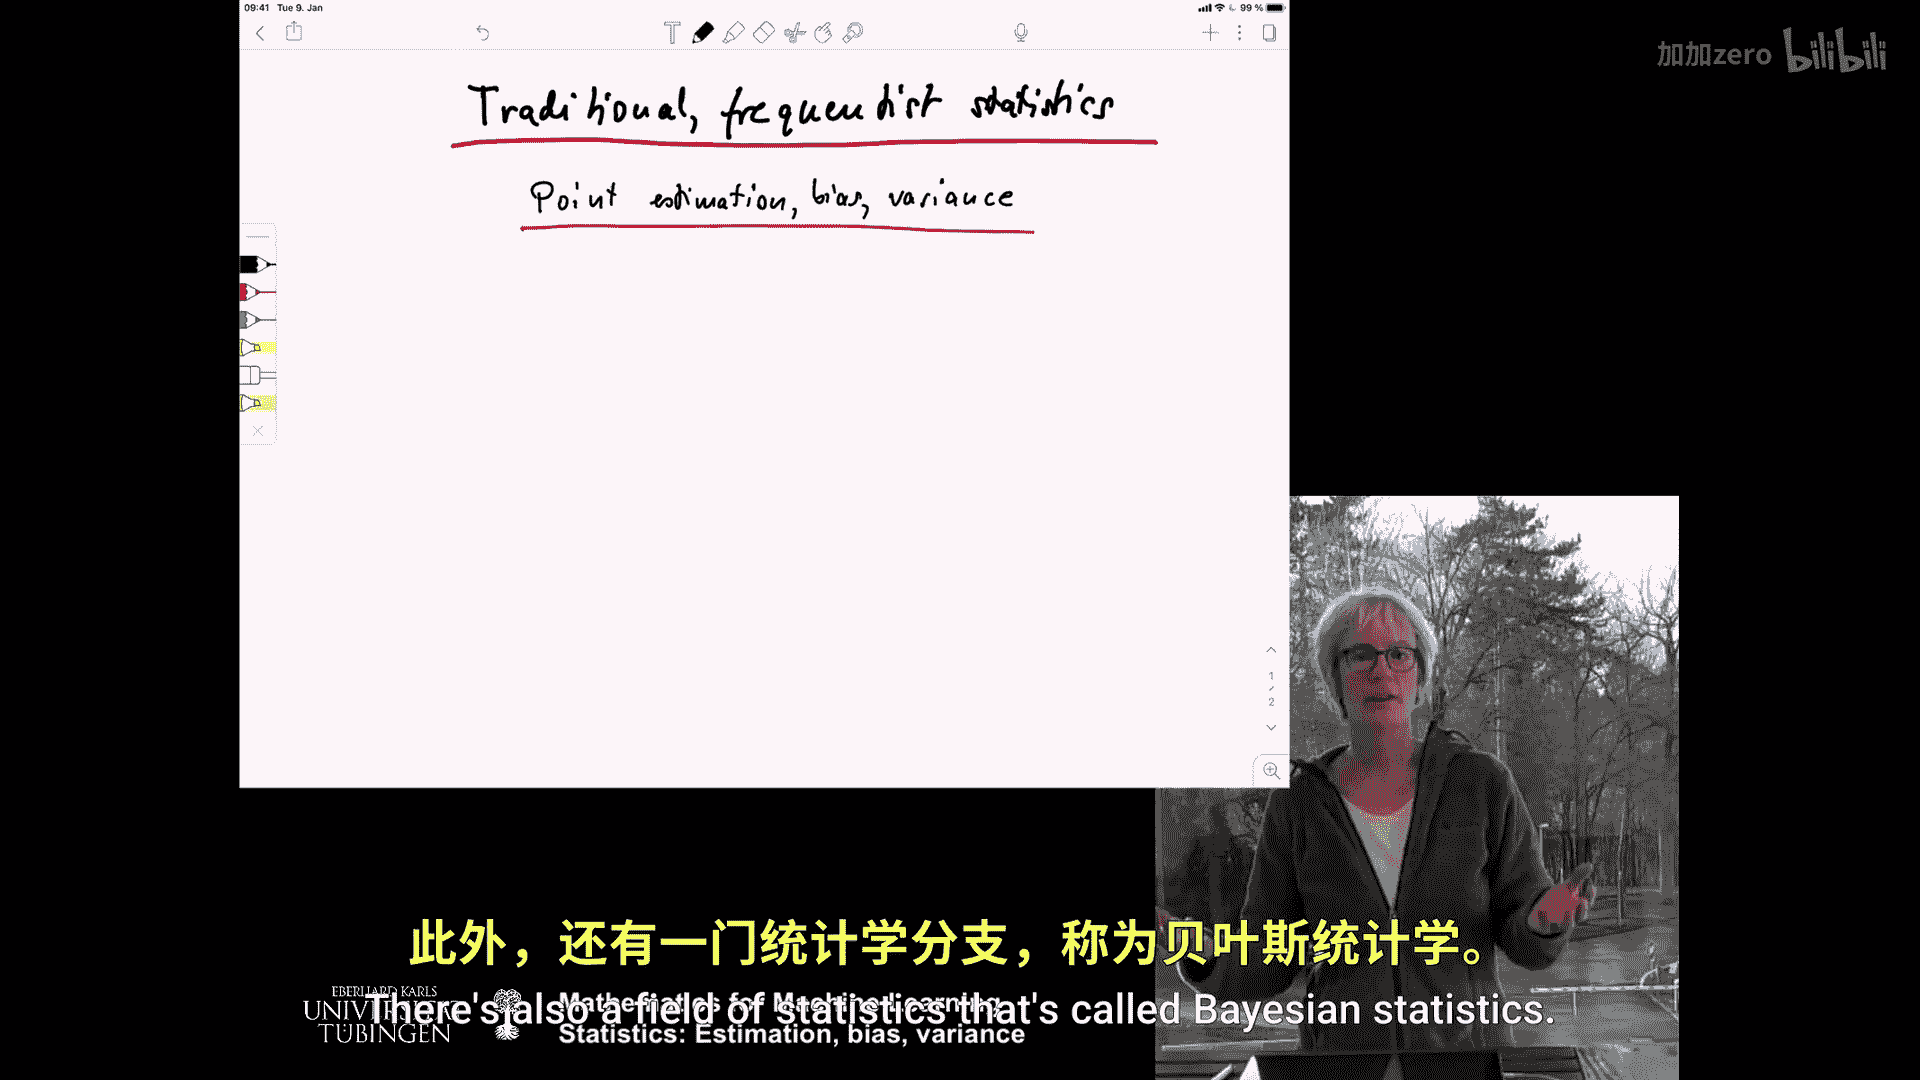 09:41 Tue 9. Jan
99 %
加加zero bilibili
T
Traditional, frequentist statistics
Point estimation, bias, variance
1
2
此外，还有一门统计学分支，称为贝叶斯统计学。
There's also a field of statistics that's called Bayesian statistics.
EBERHARD KARLS
UNIVERSITÄT
TÜBINGEN
Mathematics for Machine Learning
Statistics: Estimation, bias, variance